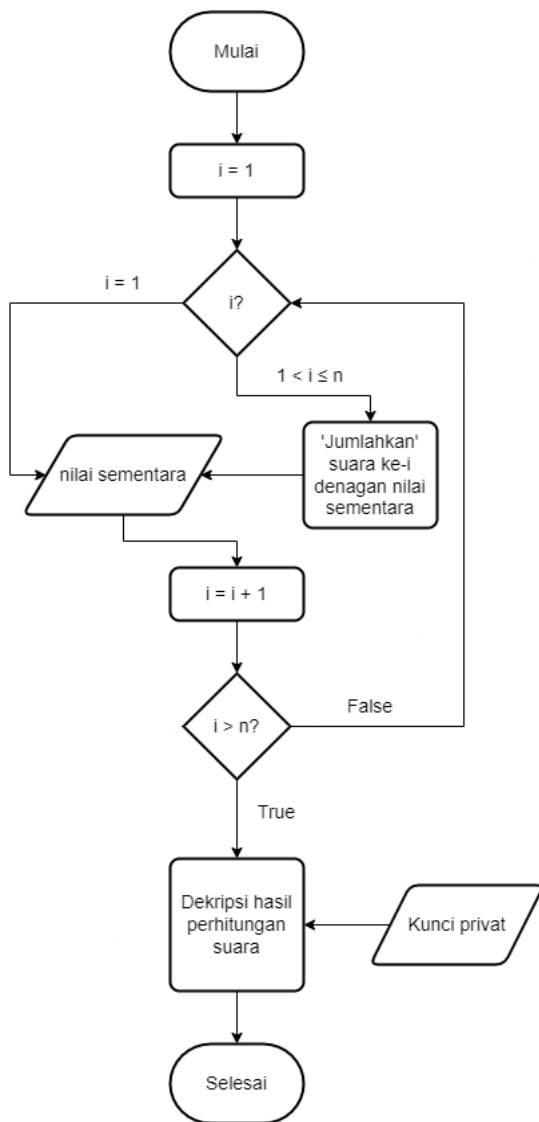 Mulai
i = 1
i = 1
i?
1 < i ≤ n
'Jumlahkan'
suara ke-i
denagan nilai
sementara
nilai sementara
i = i + 1
i > n?
False
True
Dekripsi hasil
perhitungan
suara
Kunci privat
Selesai